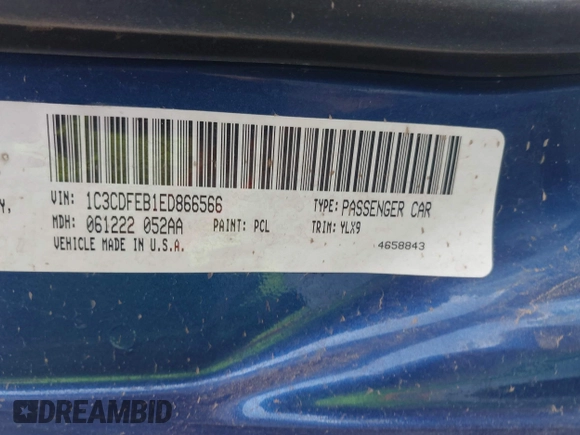 VIN: 1C3CDFEB1ED866566 TYPE: PASSENGER CAR
Y, MDH: 061222 052AA PAINT: PCL TRIM: YLX9
VEHICLE MADE IN U.S.A. 4658843
DREAMBID